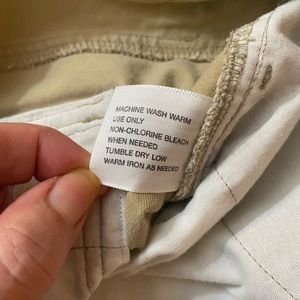 MACHINE WASH WARM
USE ONLY
NON-CHLORINE BLEACH
WHEN NEEDED
TUMBLE DRY LOW
WARM IRON AS NEEDED